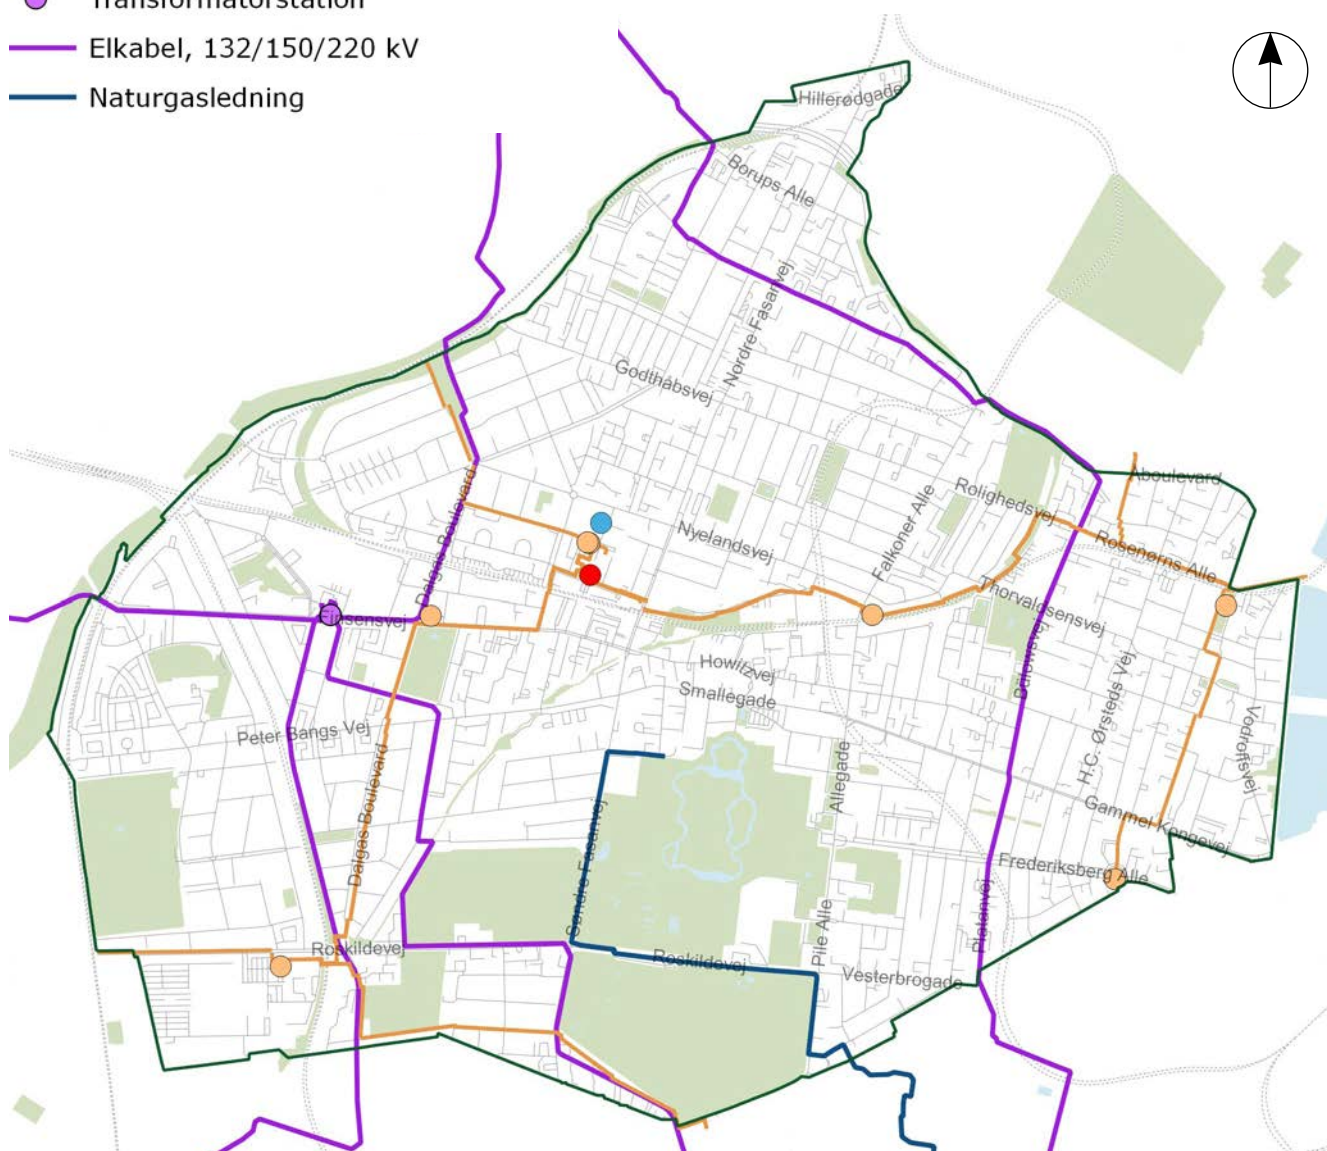 Transformatorstation
Elkabel, 132/150/220 kV
Naturgasledning
Hillerødgade
Borups Alle
Nordre Fasanvej
Godthåbsvej
Åboulevard
Rolighedsvej
Falkoner Alle
Nyelandsvej
Rosenørns Alle
Dalgas Boulevard
Thorvaldsensvej
Finsensvej
Bülowsvej
Howitzvej
Smallegade
H.C. Ørsteds Vej
Vodroffsvej
Peter Bangs Vej
Allegade
Dalgas Boulevard
Søndre Fasanvej
Gammel Kongevej
Frederiksberg Alle
Platanvej
Pile Alle
Roskildevej
Roskildevej
Vesterbrogade